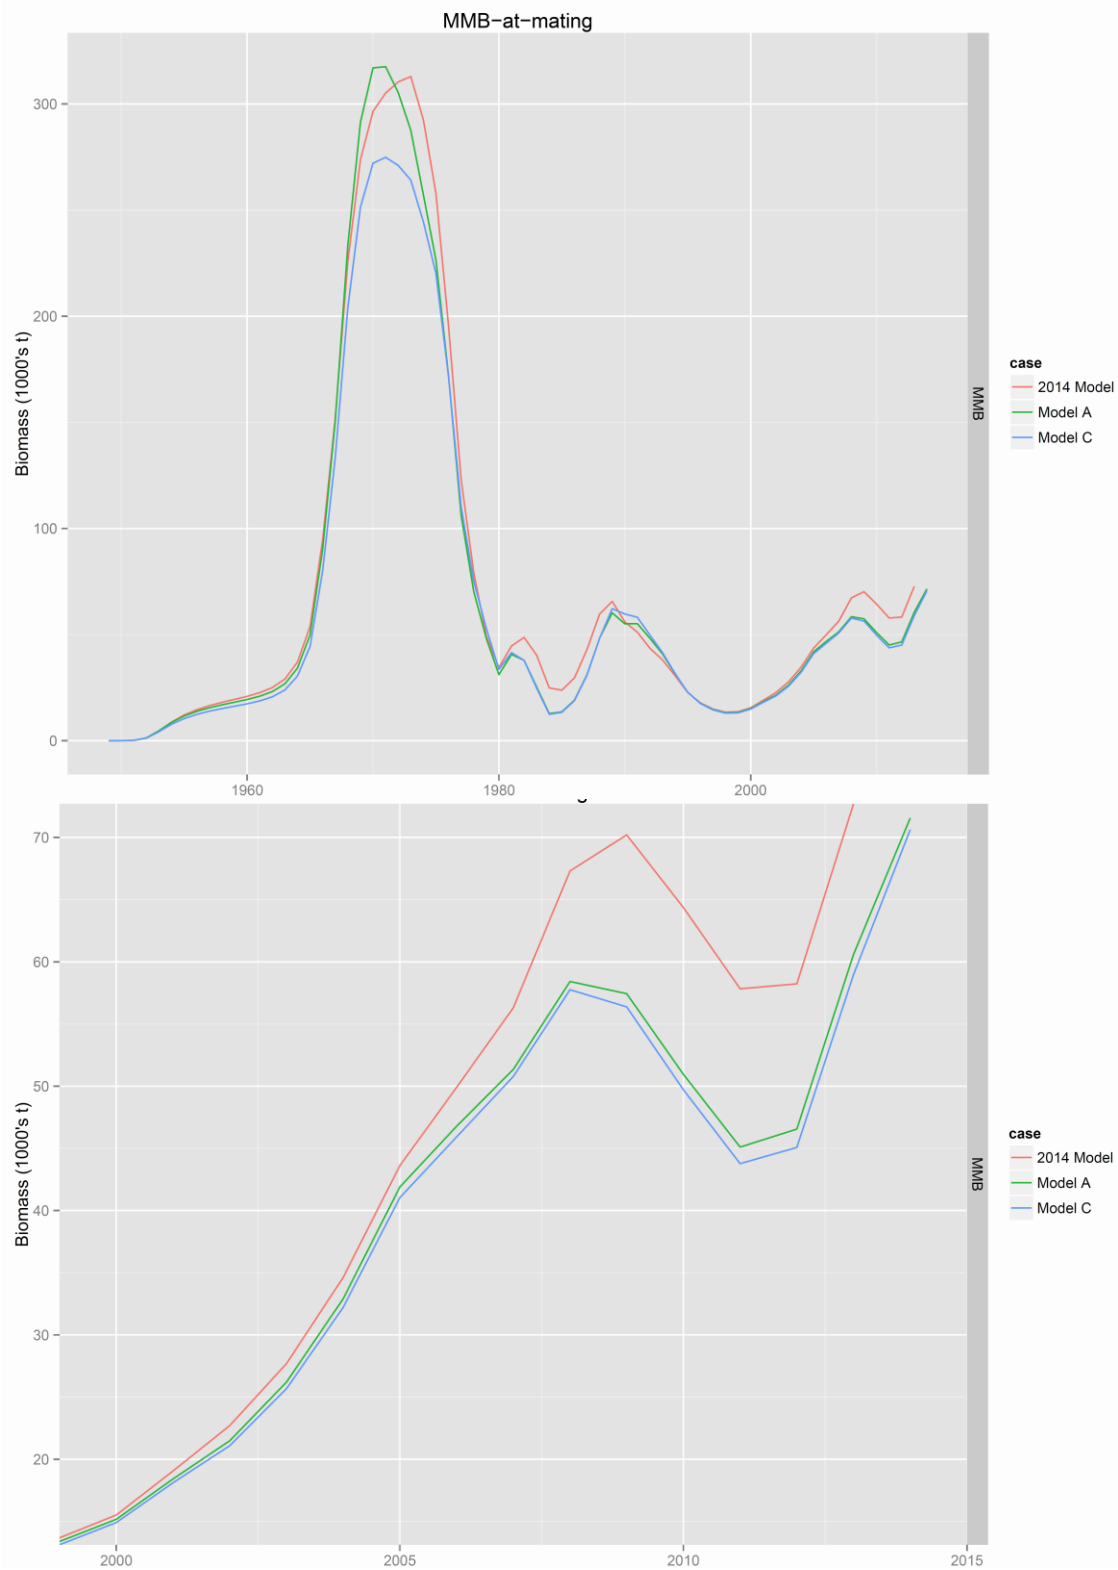 MMB−at−mating
300
200
100
0
Biomass (1000's t)
MMB
case
2014 Model
Model A
Model C
1960
1980
2000
70
60
50
40
30
20
Biomass (1000's t)
MMB
case
2014 Model
Model A
Model C
2000
2005
2010
2015